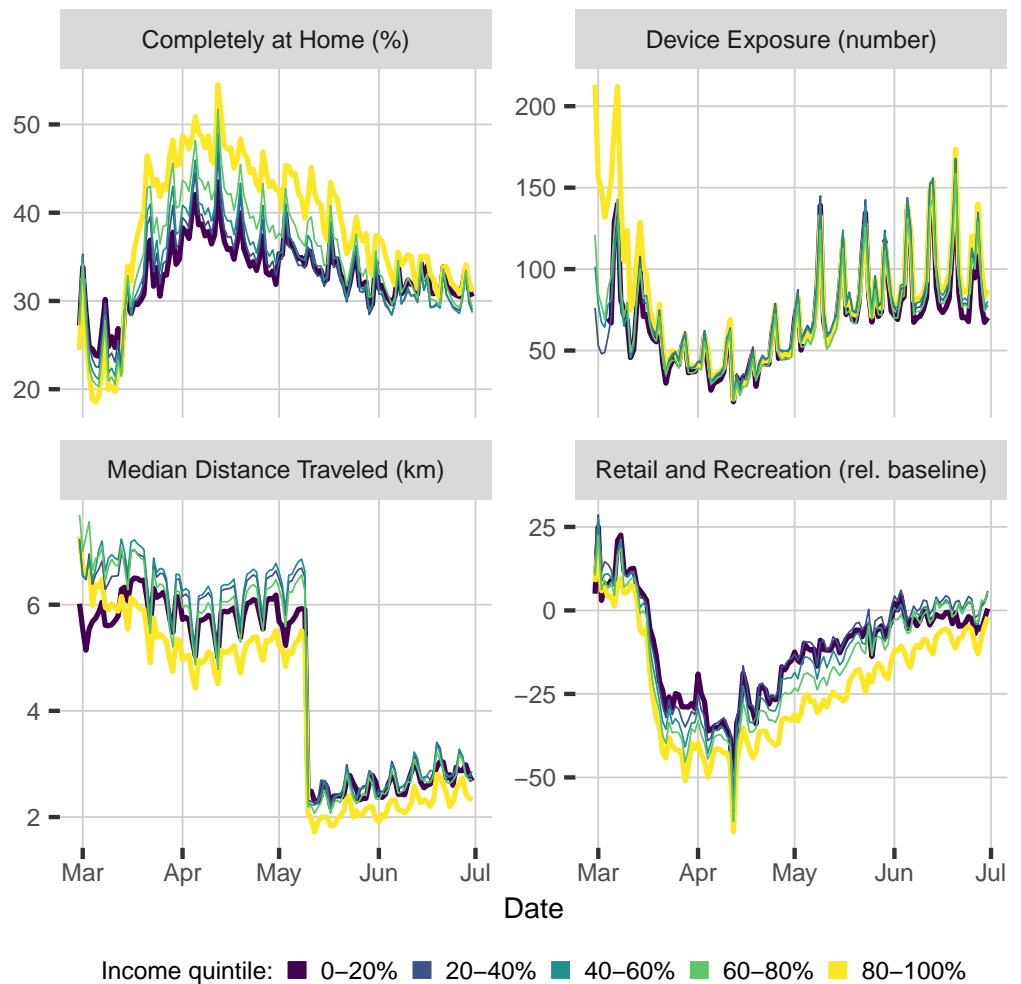 Completely at Home (%)
Device Exposure (number)
50
40
30
20
200
150
100
50
Median Distance Traveled (km)
Retail and Recreation (rel. baseline)
6
4
2
25
0
−25
−50
Mar Apr May Jun Jul
Mar Apr May Jun Jul
Date
Income quintile: 0−20% 20−40% 40−60% 60−80% 80−100%